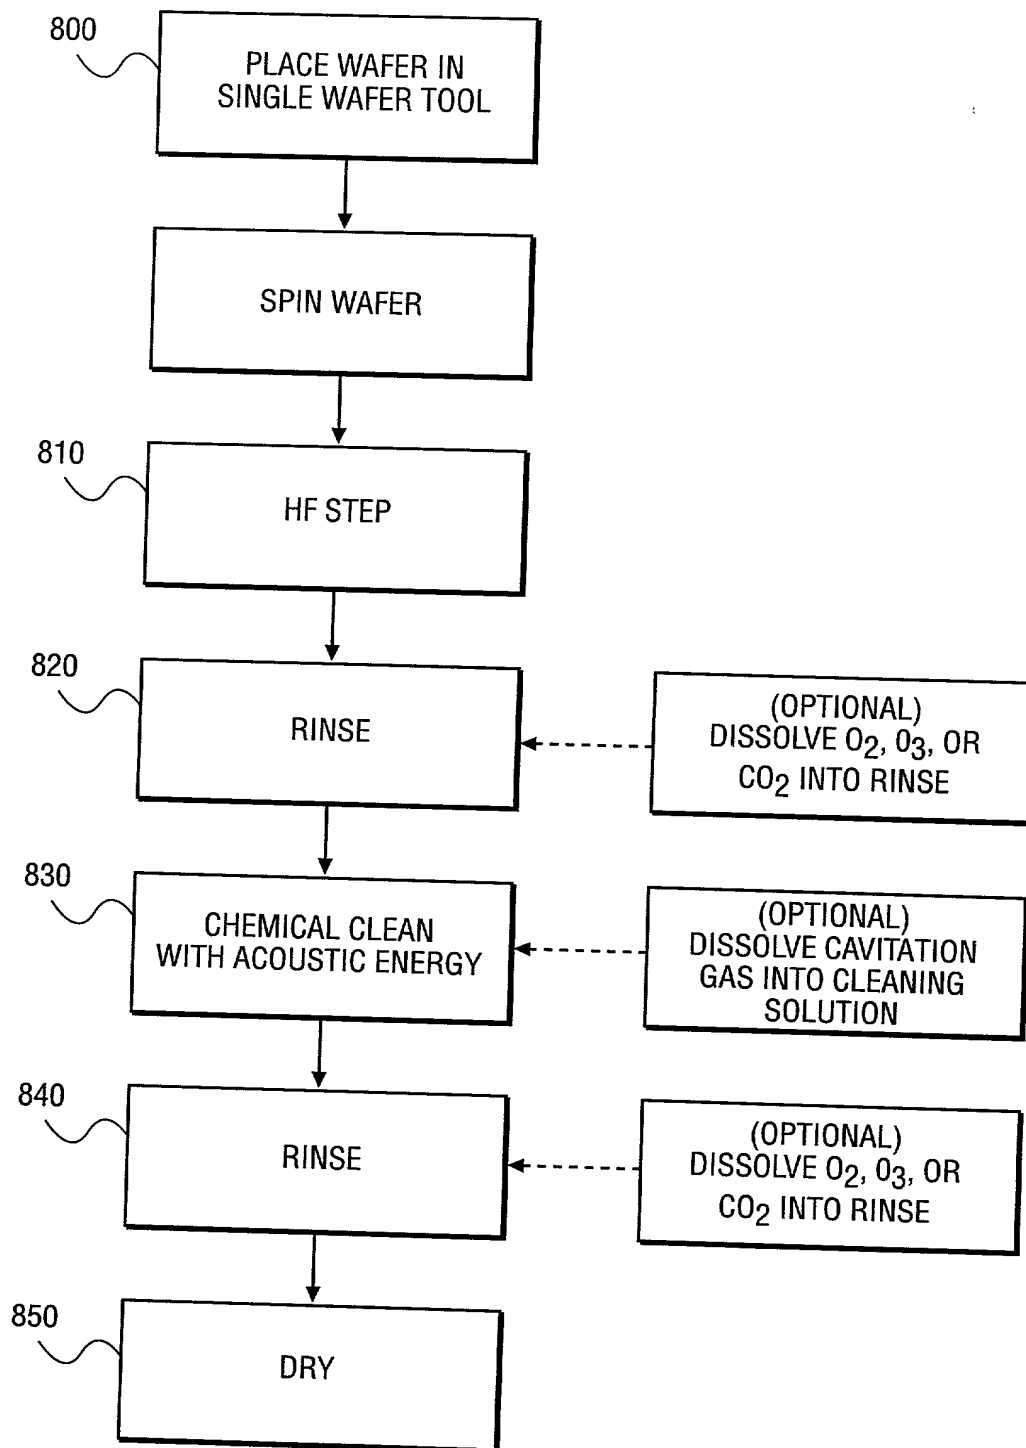 800
PLACE WAFER IN
SINGLE WAFER TOOL
SPIN WAFER
810
HF STEP
820
RINSE
(OPTIONAL)
DISSOLVE O2, O3, OR
CO2 INTO RINSE
830
CHEMICAL CLEAN
WITH ACOUSTIC ENERGY
(OPTIONAL)
DISSOLVE CAVITATION
GAS INTO CLEANING
SOLUTION
840
RINSE
(OPTIONAL)
DISSOLVE O2, O3, OR
CO2 INTO RINSE
850
DRY